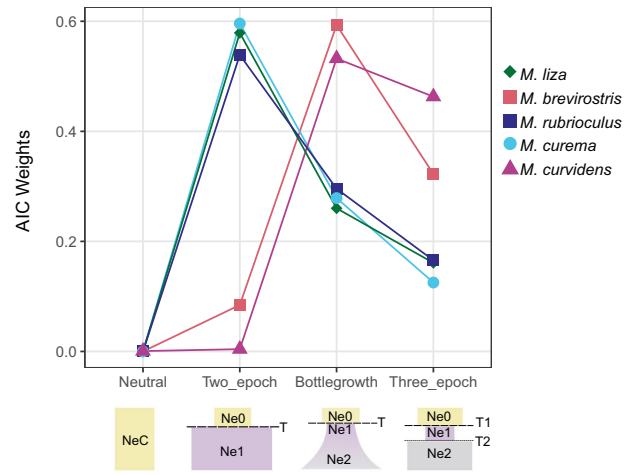 AIC Weights
0.6
0.4
0.2
0.0
Neutral
Two_epoch
Bottlegrowth
Three_epoch
M. liza
M. brevirostris
M. rubrioculus
M. curema
M. curvidens
NeC
Ne0
T
Ne1
Ne0
T
Ne1
Ne2
Ne0
T1
Ne1
T2
Ne2